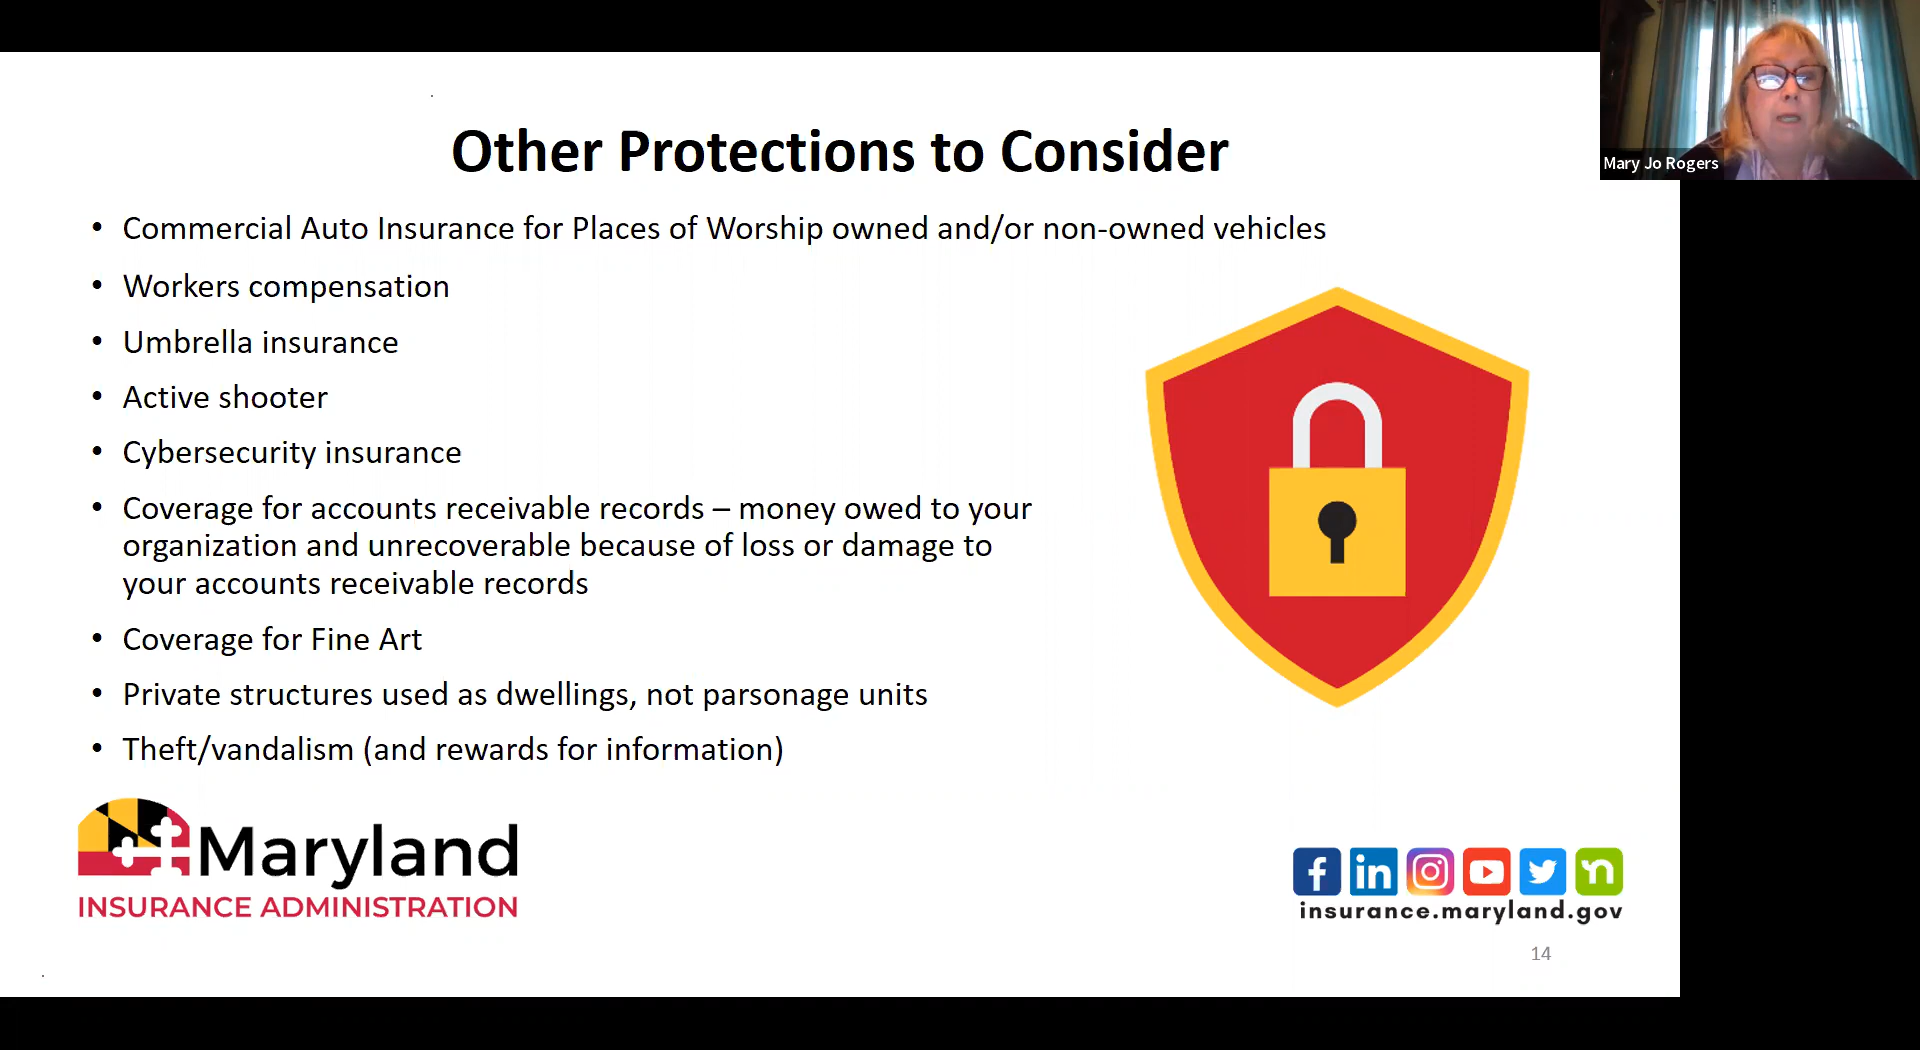 Other Protections to Consider
Mary Jo Rogers
• Commercial Auto Insurance for Places of Worship owned and/or non-owned vehicles
• Workers compensation
• Umbrella insurance
• Active shooter
• Cybersecurity insurance
• Coverage for accounts receivable records – money owed to your
organization and unrecoverable because of loss or damage to
your accounts receivable records
• Coverage for Fine Art
• Private structures used as dwellings, not parsonage units
• Theft/vandalism (and rewards for information)
Maryland
INSURANCE ADMINISTRATION
f in n
insurance.maryland.gov
14